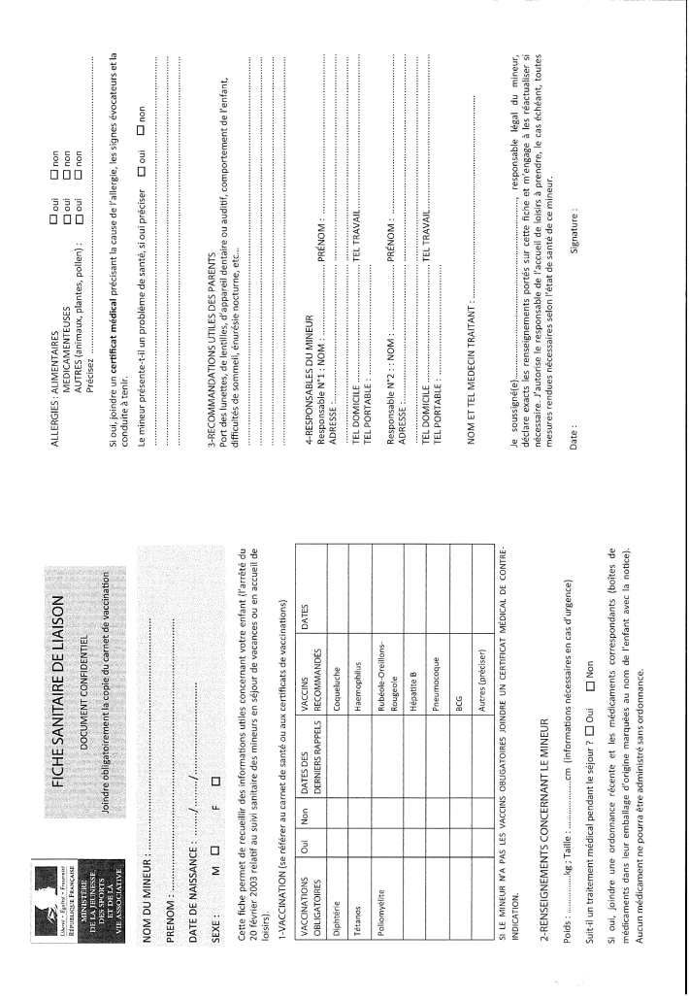 Liberté • Égalité • Fraternité
RÉPUBLIQUE FRANÇAISE
MINISTÈRE
DE LA JEUNESSE,
DES SPORTS
ET DE LA
VIE ASSOCIATIVE
FICHE SANITAIRE DE LIAISON
DOCUMENT CONFIDENTIEL
Joindre obligatoirement la copie du carnet de vaccination
NOM DU MINEUR : ........................................................
PRENOM : ........................................................
DATE DE NAISSANCE : ......../........../......................
SEXE : M ☐ F ☐
Cette fiche permet de recueillir des informations utiles concernant votre enfant (l'arrêté du
20 février 2003 relatif au suivi sanitaire des mineurs en séjour de vacances ou en accueil de
loisirs).
1-VACCINATION (se référer au carnet de santé ou aux certificats de vaccinations)
VACCINATIONS OBLIGATOIRES Oui Non DATES DES DERNIERS RAPPELS VACCINS RECOMMANDÉS DATES
Diphtérie Coqueluche
Tétanos Haemophilus
Poliomyélite Rubéole-Oreillons-
Rougeole
Hépatite B
Pneumocoque
BCG
Autres (préciser)
SI LE MINEUR N'A PAS LES VACCINS OBLIGATOIRES JOINDRE UN CERTIFICAT MÉDICAL DE CONTRE-
INDICATION.
2-RENSEIGNEMENTS CONCERNANT LE MINEUR
Poids : ..............kg ; Taille : ..............cm (informations nécessaires en cas d'urgence)
Suit-il un traitement médical pendant le séjour ? ☐ Oui ☐ Non
Si oui, joindre une ordonnance récente et les médicaments correspondants (boîtes de
médicaments dans leur emballage d'origine marquées au nom de l'enfant avec la notice).
Aucun médicament ne pourra être administré sans ordonnance.
ALLERGIES : ALIMENTAIRES ☐ oui ☐ non
MEDICAMENTEUSES ☐ oui ☐ non
AUTRES (animaux, plantes, pollen) : ☐ oui ☐ non
Précisez ........................................................
Si oui, joindre un certificat médical précisant la cause de l'allergie, les signes évocateurs et la
conduite à tenir.
Le mineur présente-t-il un problème de santé, si oui préciser ☐ oui ☐ non
3-RECOMMANDATIONS UTILES DES PARENTS
Port des lunettes, de lentilles, d'appareil dentaire ou auditif, comportement de l'enfant,
difficultés de sommeil, énurésie nocturne, etc...
4-RESPONSABLES DU MINEUR
Responsable N°1 : NOM : .................... PRÉNOM : ....................
ADRESSE : ........................................................
TEL DOMICILE .................... TEL TRAVAIL ....................
TEL PORTABLE : ....................
Responsable N°2 : : NOM : .................... PRÉNOM : ....................
ADRESSE : ........................................................
TEL DOMICILE .................... TEL TRAVAIL ....................
TEL PORTABLE : ....................
NOM ET TEL MEDECIN TRAITANT : ........................................
Je soussigné(e)...................., responsable légal du mineur,
déclare exacts les renseignements portés sur cette fiche et m'engage à les réactualiser si
nécessaire. J'autorise le responsable de l'accueil de loisirs à prendre, le cas échéant, toutes
mesures rendues nécessaires selon l'état de santé de ce mineur.
Date : Signature :